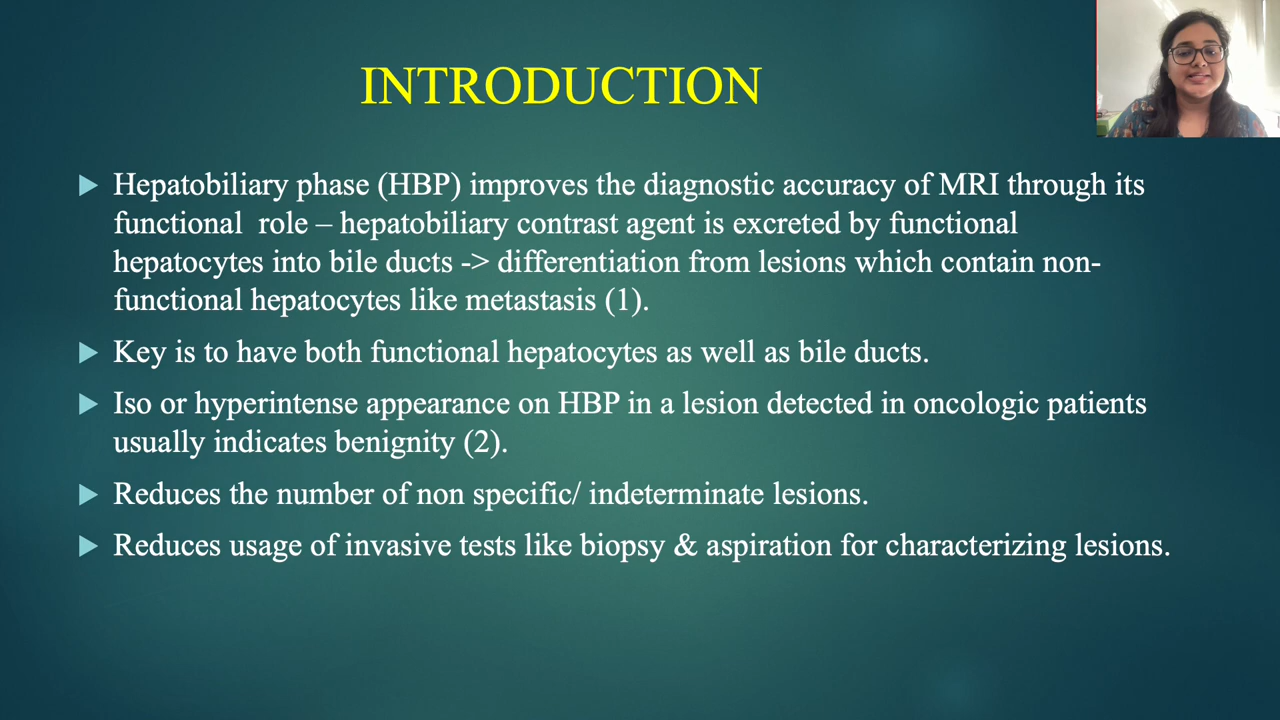 INTRODUCTION
Hepatobiliary phase (HBP) improves the diagnostic accuracy of MRI through its
functional  role – hepatobiliary contrast agent is excreted by functional
hepatocytes into bile ducts -> differentiation from lesions which contain non-
functional hepatocytes like metastasis (1).
Key is to have both functional hepatocytes as well as bile ducts.
Iso or hyperintense appearance on HBP in a lesion detected in oncologic patients
usually indicates benignity (2).
Reduces the number of non specific/ indeterminate lesions.
Reduces usage of invasive tests like biopsy & aspiration for characterizing lesions.